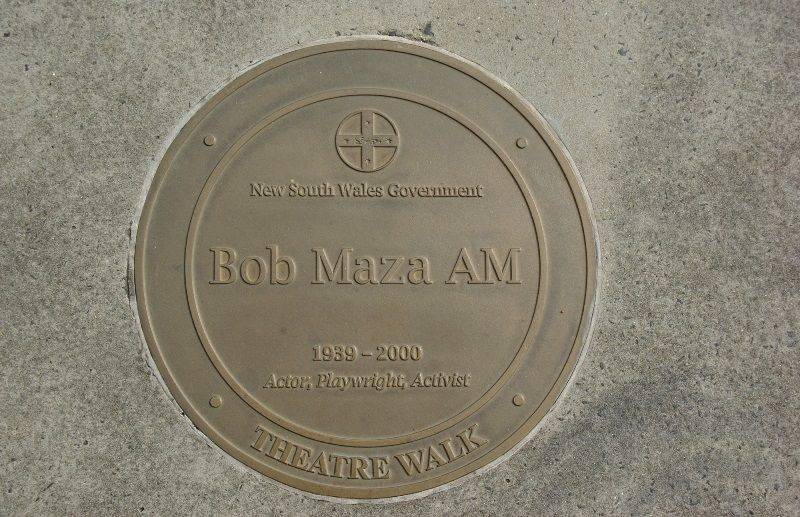 New South Wales Government
Bob Maza AM
1939 – 2000
Actor, Playwright, Activist
THEATRE WALK